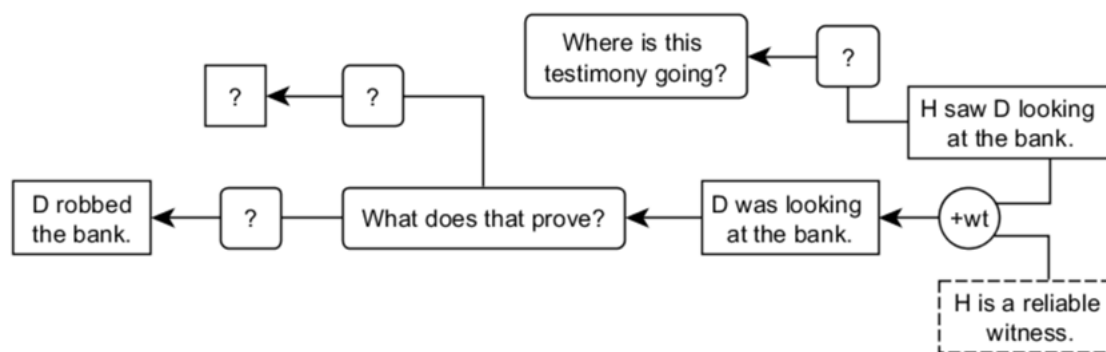 Where is this
testimony going?
?
?
?
H saw D looking
at the bank.
D robbed
the bank.
?
What does that prove?
D was looking
at the bank.
+wt
H is a reliable
witness.